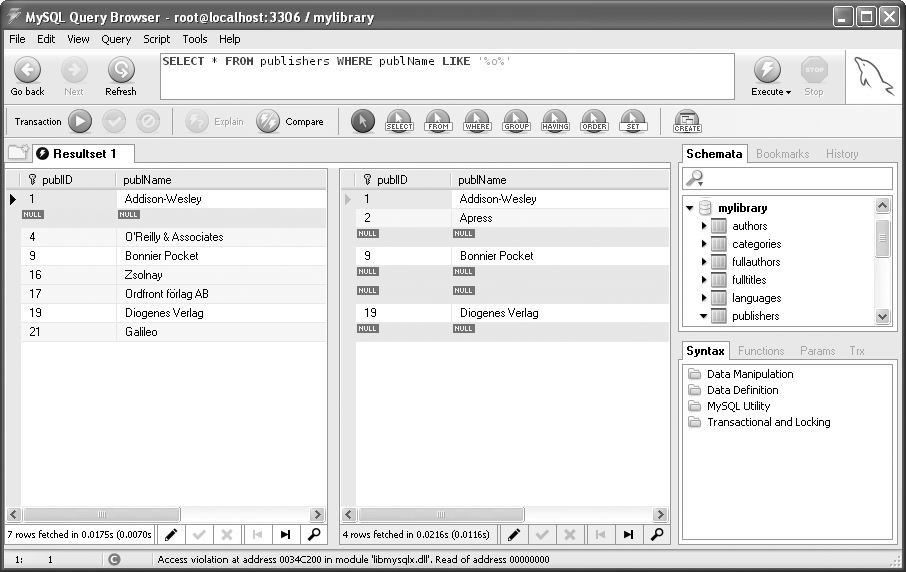 MySQL Query Browser - root@localhost:3306 / mylibrary
File Edit View Query Script Tools Help
SELECT * FROM publishers WHERE publName LIKE '%o%'
Go back Next Refresh
Execute Stop
STOP
Transaction Explain Compare SELECT FROM WHERE GROUP HAVING ORDER SET CREATE
Resultset 1
publID publName
1 Addison-Wesley
NULL NULL
4 O'Reilly & Associates
9 Bonnier Pocket
16 Zsolnay
17 Ordfront förlag AB
19 Diogenes Verlag
21 Galileo
7 rows fetched in 0.0175s (0.0070s
publID publName
1 Addison-Wesley
2 Apress
NULL NULL
9 Bonnier Pocket
NULL NULL
NULL NULL
19 Diogenes Verlag
NULL NULL
4 rows fetched in 0.0216s (0.0116s)
Schemata Bookmarks History
mylibrary
authors
categories
fullauthors
fulltitles
languages
publishers
Syntax Functions Params Trx
Data Manipulation
Data Definition
MySQL Utility
Transactional and Locking
1: 1 Access violation at address 0034C200 in module 'libmysqlx.dll'. Read of address 00000000